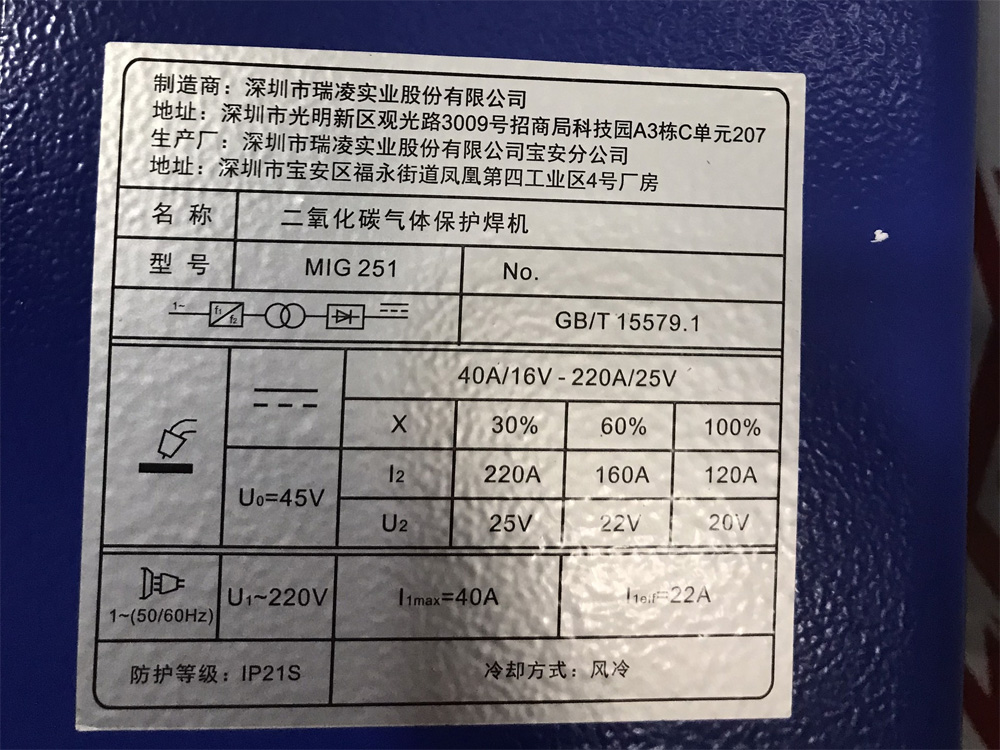 制造商：深圳市瑞凌实业股份有限公司
地址：深圳市光明新区观光路3009号招商局科技园A3栋C单元207
生产厂：深圳市瑞凌实业股份有限公司宝安分公司
地址：深圳市宝安区福永街道凤凰第四工业区4号厂房
名 称 二氧化碳气体保护焊机
型 号 MIG 251 No.
1~ f₁ f₂ GB/T 15579.1
40A/16V - 220A/25V
X 30% 60% 100%
I₂ 220A 160A 120A
U₀=45V
U₂ 25V 22V 20V
1~(50/60Hz) U₁~220V I₁max=40A I₁eff=22A
防护等级：IP21S 冷却方式：风冷